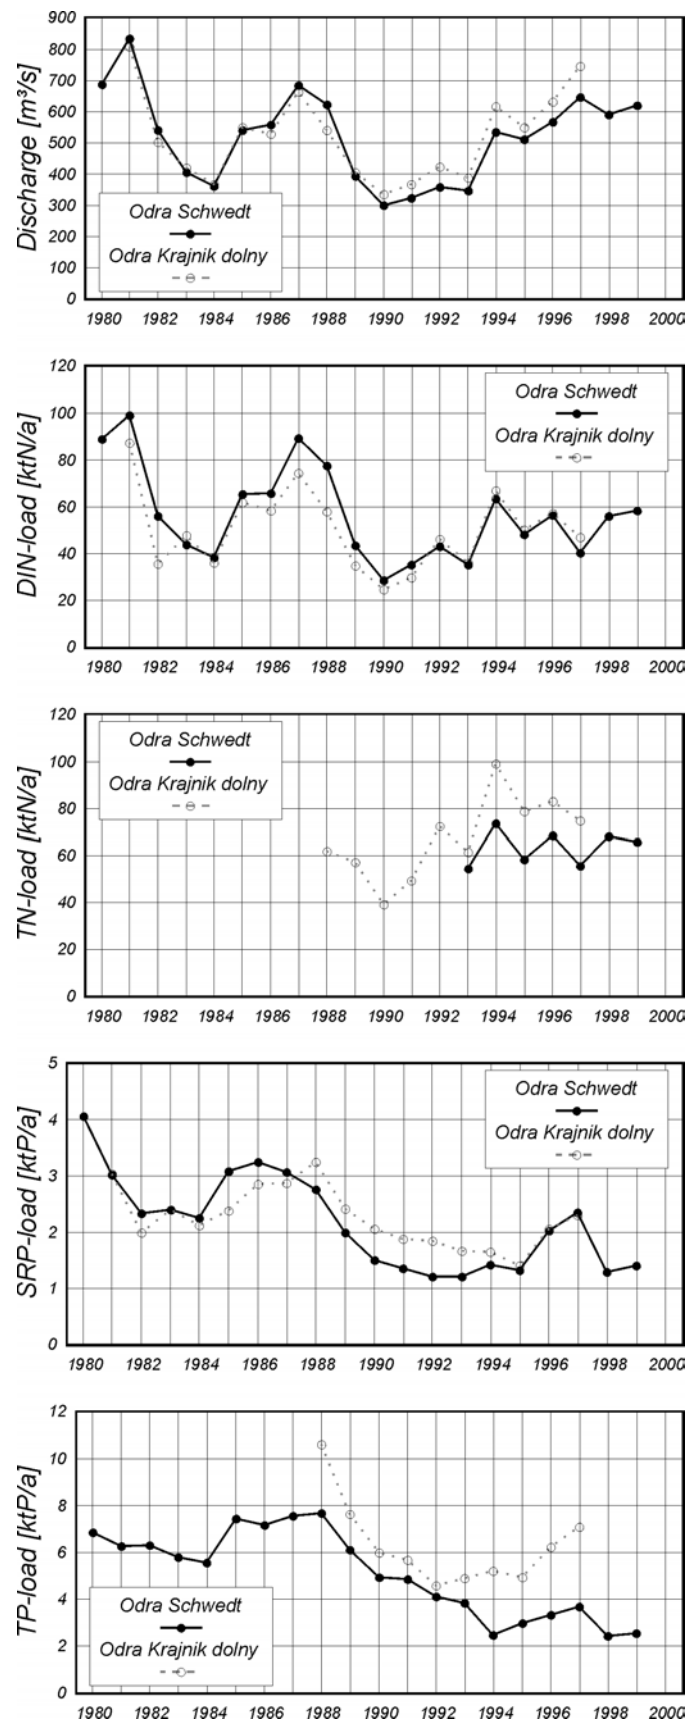 Discharge [m³/s]
900
800
700
600
500
400
300
200
100
0
Odra Schwedt
Odra Krajnik dolny
1980 1982 1984 1986 1988 1990 1992 1994 1996 1998 2000
DIN-load [ktN/a]
120
100
80
60
40
20
0
Odra Schwedt
Odra Krajnik dolny
1980 1982 1984 1986 1988 1990 1992 1994 1996 1998 2000
TN-load [ktN/a]
120
100
80
60
40
20
0
Odra Schwedt
Odra Krajnik dolny
1980 1982 1984 1986 1988 1990 1992 1994 1996 1998 2000
SRP-load [ktP/a]
5
4
3
2
1
0
Odra Schwedt
Odra Krajnik dolny
1980 1982 1984 1986 1988 1990 1992 1994 1996 1998 2000
TP-load [ktP/a]
12
10
8
6
4
2
0
Odra Schwedt
Odra Krajnik dolny
1980 1982 1984 1986 1988 1990 1992 1994 1996 1998 2000